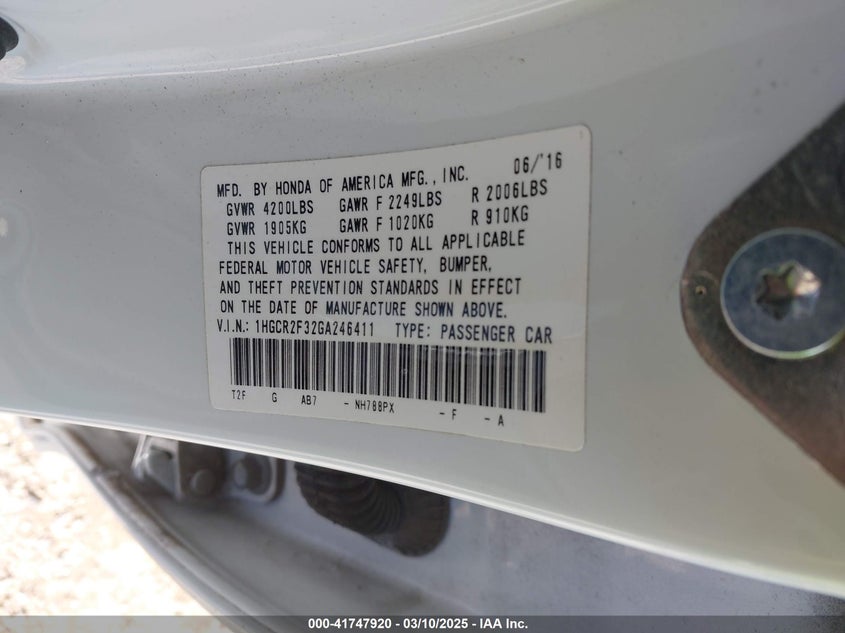 MFD. BY HONDA OF AMERICA MFG., INC. 06/'16
GVWR 4200LBS GAWR F 2249LBS R 2006LBS
GVWR 1905KG GAWR F 1020KG R 910KG
THIS VEHICLE CONFORMS TO ALL APPLICABLE
FEDERAL MOTOR VEHICLE SAFETY, BUMPER,
AND THEFT PREVENTION STANDARDS IN EFFECT
ON THE DATE OF MANUFACTURE SHOWN ABOVE.
V.I.N.: 1HGCR2F32GA246411 TYPE: PASSENGER CAR
T2F G AB7 - NH788PX - F - A
000-41747920 — 03/10/2025 — IAA Inc.